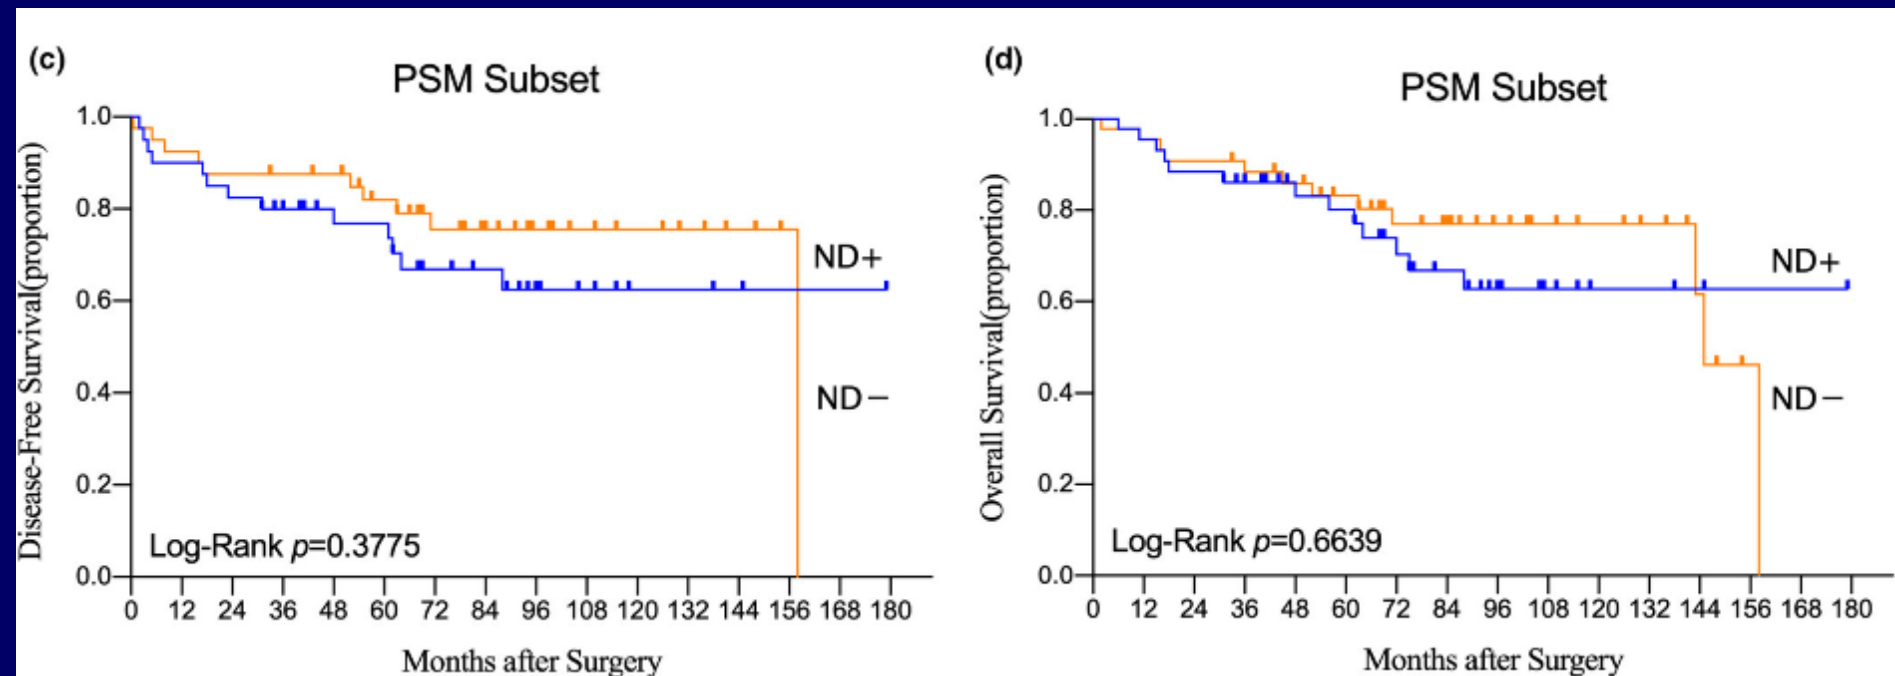 (c)
PSM Subset
Disease-Free Survival(proportion)
1.0
0.8
0.6
0.4
0.2
0.0
ND+
ND−
Log-Rank p=0.3775
0 12 24 36 48 60 72 84 96 108 120 132 144 156 168 180
Months after Surgery
(d)
PSM Subset
Overall Survival(proportion)
1.0
0.8
0.6
0.4
0.2
0.0
ND+
ND−
Log-Rank p=0.6639
0 12 24 36 48 60 72 84 96 108 120 132 144 156 168 180
Months after Surgery